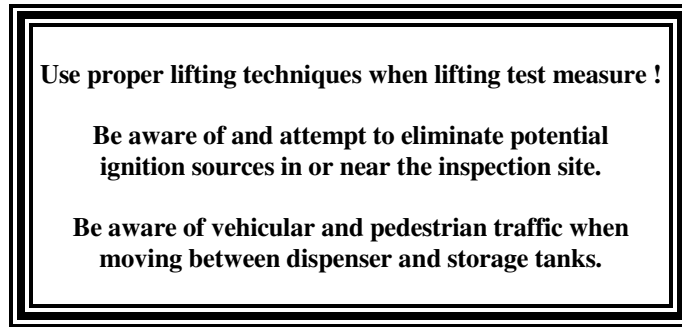 Use proper lifting techniques when lifting test measure !
Be aware of and attempt to eliminate potential
ignition sources in or near the inspection site.
Be aware of vehicular and pedestrian traffic when
moving between dispenser and storage tanks.